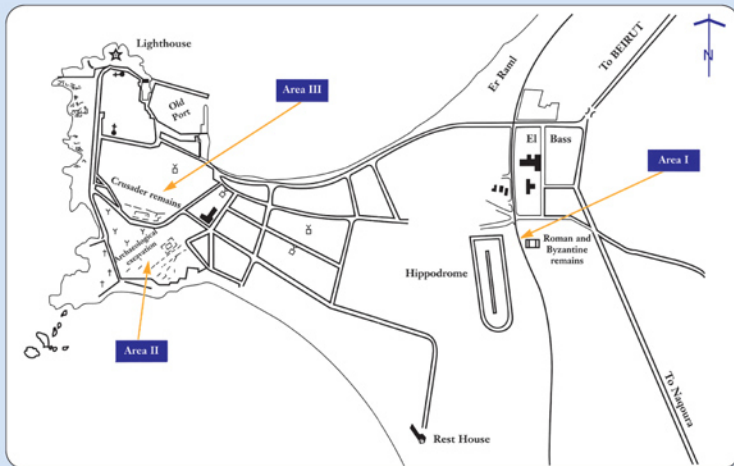 Lighthouse
Area III
Old
Port
Er Raml
To BEIRUT
N
El Bass
Area I
Crusader remains
Archaeological
excavation
Roman and
Byzantine
remains
Hippodrome
Area II
To Naqoura
Rest House